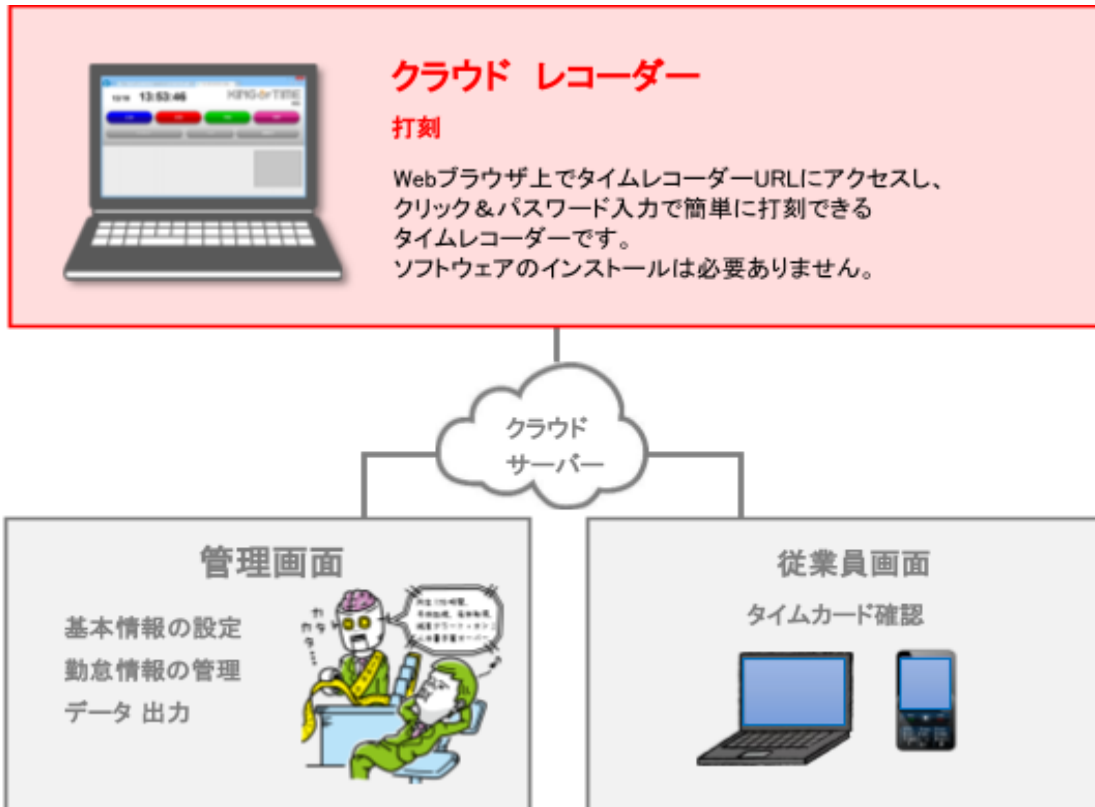 13:53:46
KING OF TIME
クラウド レコーダー
打刻
Webブラウザ上でタイムレコーダーURLにアクセスし、
クリック＆パスワード入力で簡単に打刻できる
タイムレコーダーです。
ソフトウェアのインストールは必要ありません。
クラウド
サーバー
管理画面
基本情報の設定
勤怠情報の管理
データ 出力
従業員画面
タイムカード確認